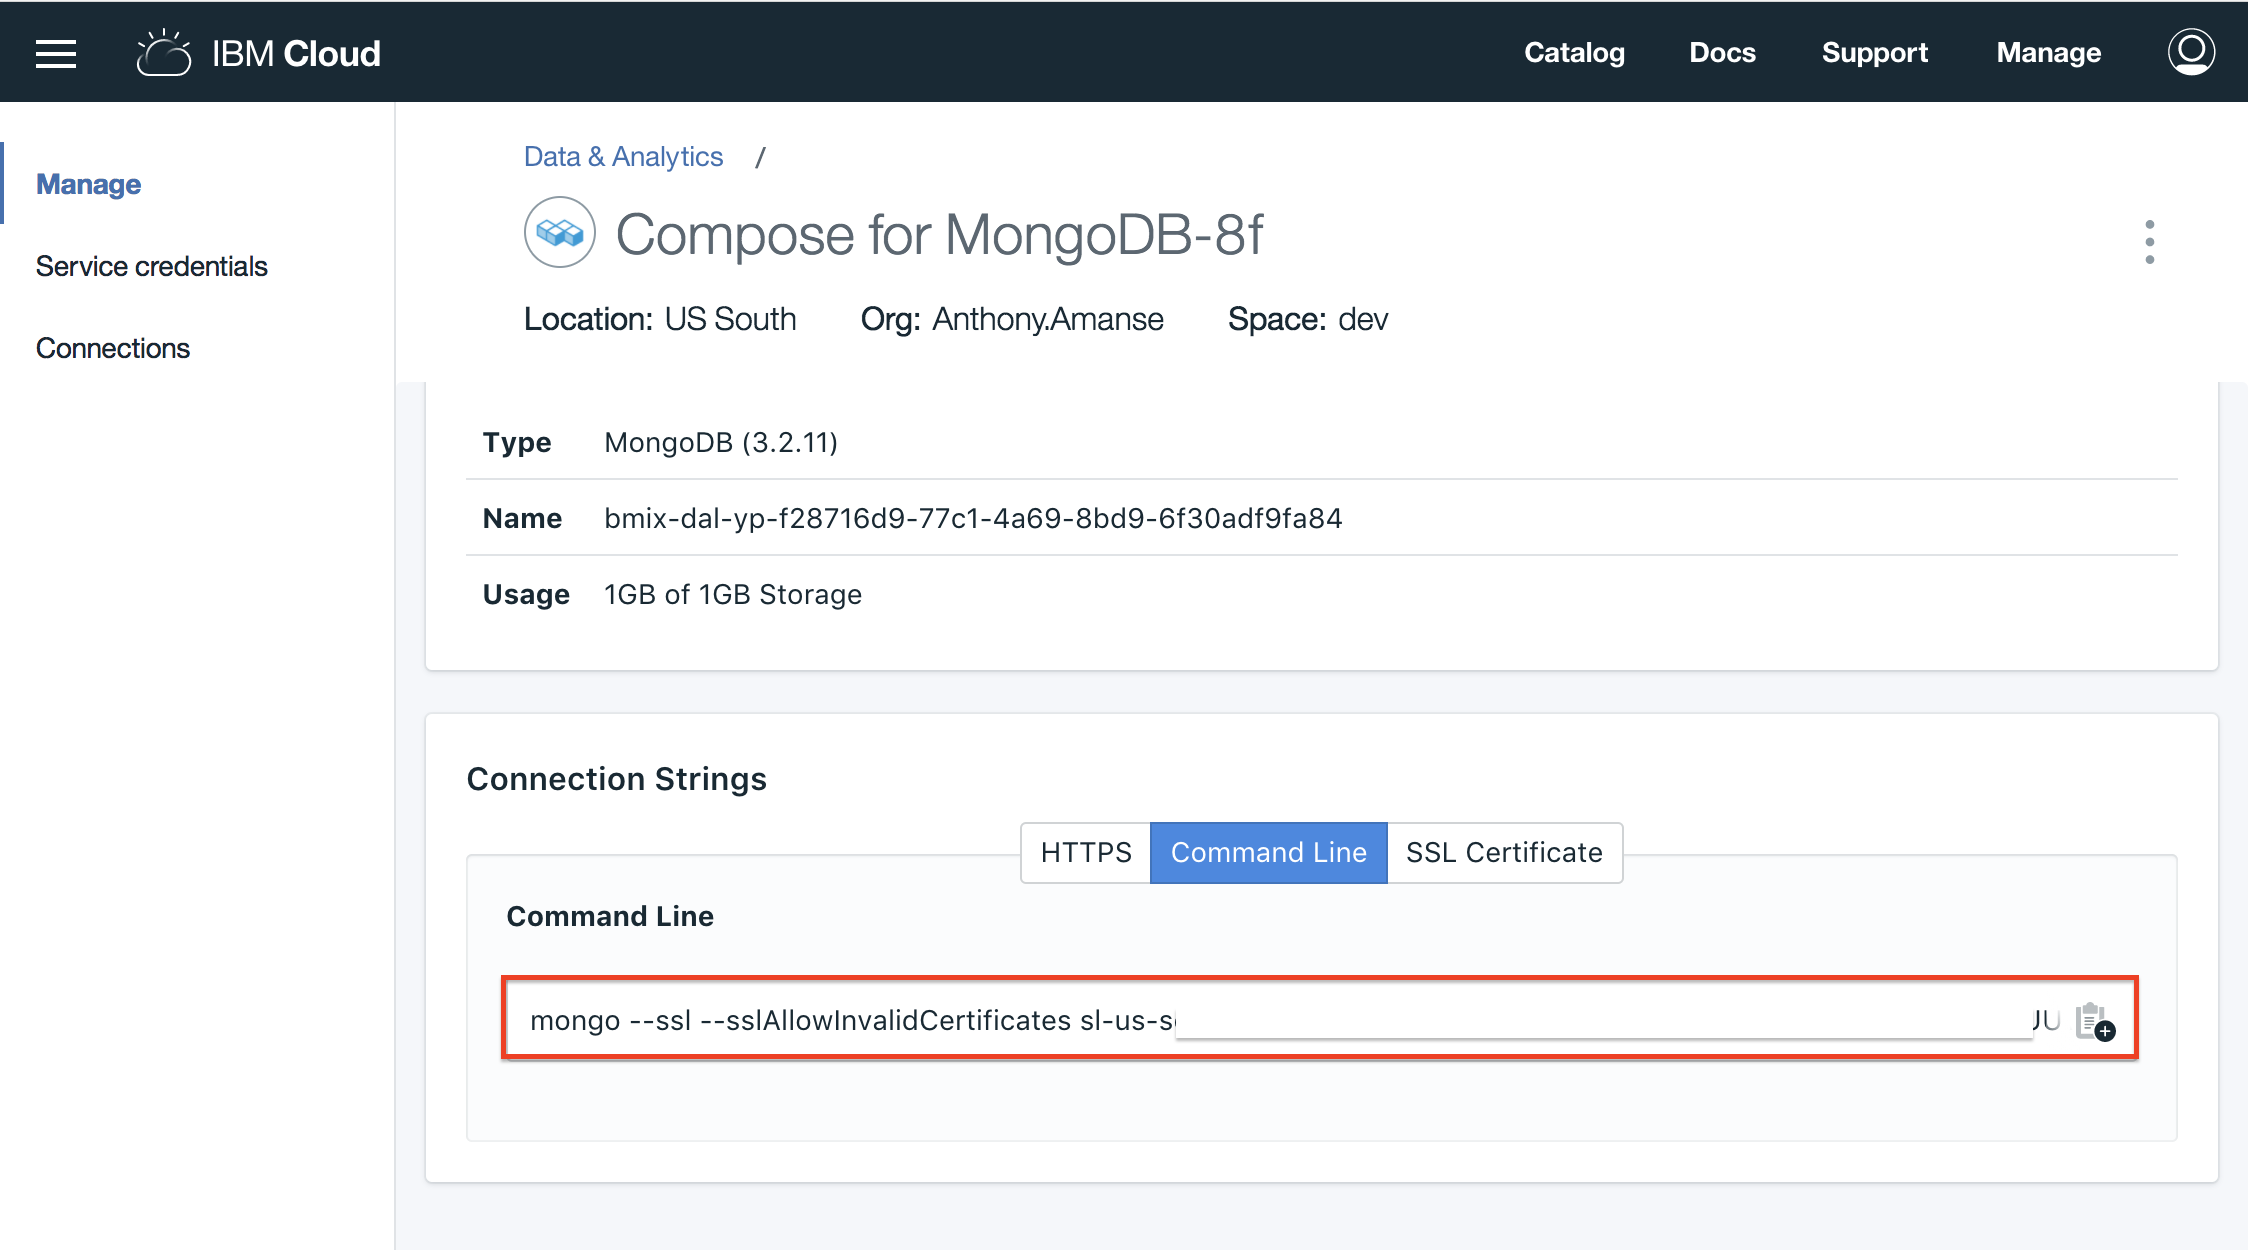 IBM Cloud
Catalog Docs Support Manage
Manage
Service credentials
Connections
Data & Analytics /
Compose for MongoDB-8f
Location: US South Org: Anthony.Amanse Space: dev
Type MongoDB (3.2.11)
Name bmix-dal-yp-f28716d9-77c1-4a69-8bd9-6f30adf9fa84
Usage 1GB of 1GB Storage
Connection Strings
HTTPS Command Line SSL Certificate
Command Line
mongo --ssl --sslAllowInvalidCertificates sl-us-s